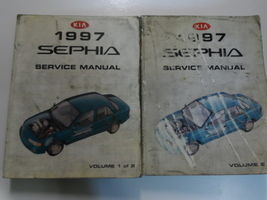 KIA
1997
SEPHIA
SERVICE MANUAL
VOLUME 1 of 2
KIA
1997
SEPHIA
SERVICE MANUAL
VOLUME 2